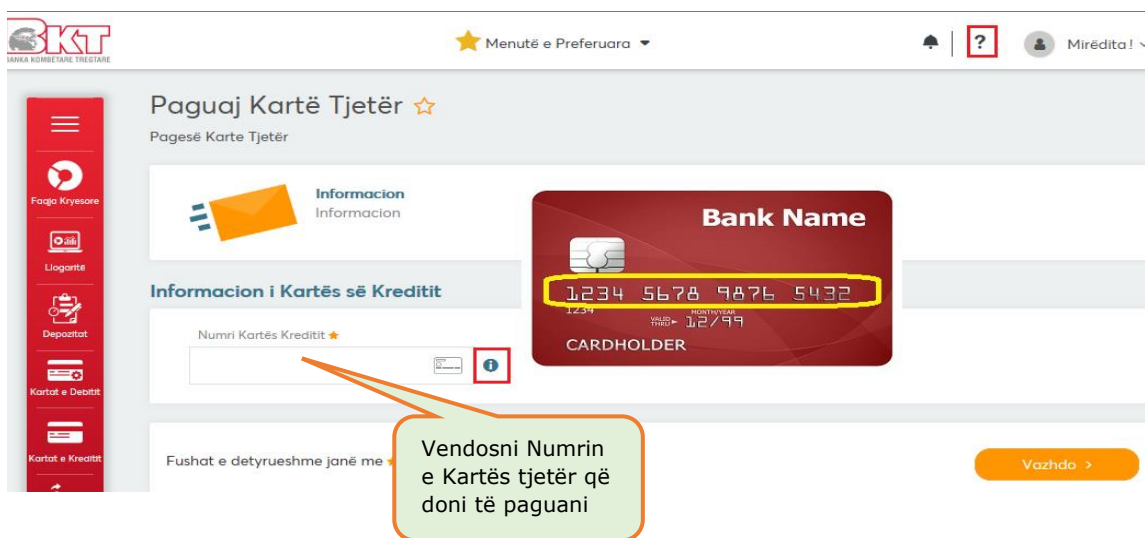 BKT
BANKA KOMBËTARE TREGTARE
Menutë e Preferuara
?
Mirëdita!
Paguaj Kartë Tjetër
Pagesë Karte Tjetër
Faqja Kryesore
Llogaritë
Depozitat
Kartat e Debitit
Kartat e Kreditit
Informacion
Informacion
Bank Name
1234 5678 9876 5432
1234
MONTH/YEAR
VALID THRU 12/99
CARDHOLDER
Informacion i Kartës së Kreditit
Numri Kartës Kreditit
Vendosni Numrin
e Kartës tjetër që
doni të paguani
Fushat e detyrueshme janë me
Vazhdo >